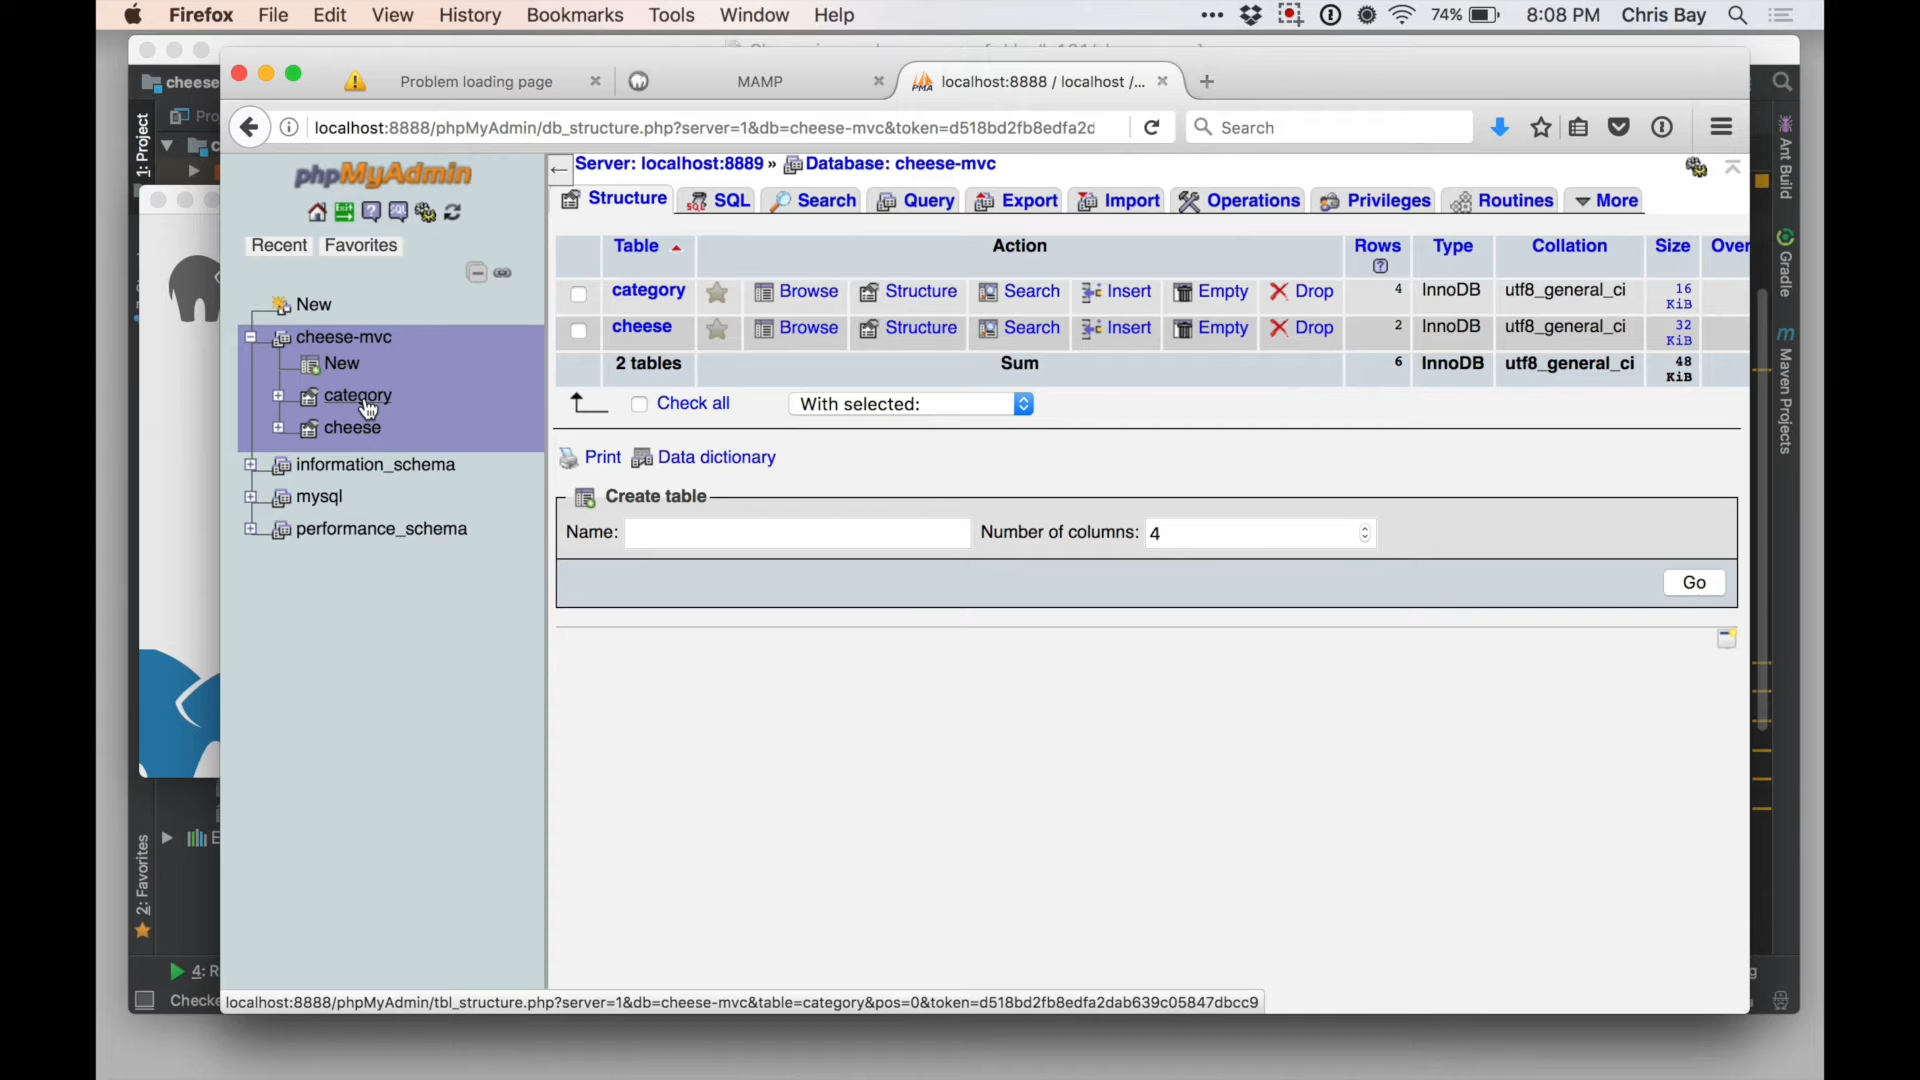 Firefox File Edit View History Bookmarks Tools Window Help 74% 8:08 PM Chris Bay
cheese
Problem loading page MAMP localhost:8888 / localhost /...
localhost:8888/phpMyAdmin/db_structure.php?server=1&db=cheese-mvc&token=d518bd2fb8edfa2d Search
1: Project
Pro
c
Ant Build
Gradle
Maven Projects
phpMyAdmin
Recent Favorites
New
cheese-mvc
New
category
cheese
information_schema
mysql
performance_schema
Server: localhost:8889 » Database: cheese-mvc
Structure SQL Search Query Export Import Operations Privileges Routines More
Table Action Rows Type Collation Size Over
category Browse Structure Search Insert Empty Drop 4 InnoDB utf8_general_ci 16 KiB
cheese Browse Structure Search Insert Empty Drop 2 InnoDB utf8_general_ci 32 KiB
2 tables Sum 6 InnoDB utf8_general_ci 48 KiB
Check all With selected:
Print Data dictionary
Create table
Name: Number of columns: 4
Go
2: Favorites
E
4: R
Checke
g
localhost:8888/phpMyAdmin/tbl_structure.php?server=1&db=cheese-mvc&table=category&pos=0&token=d518bd2fb8edfa2dab639c05847dbcc9